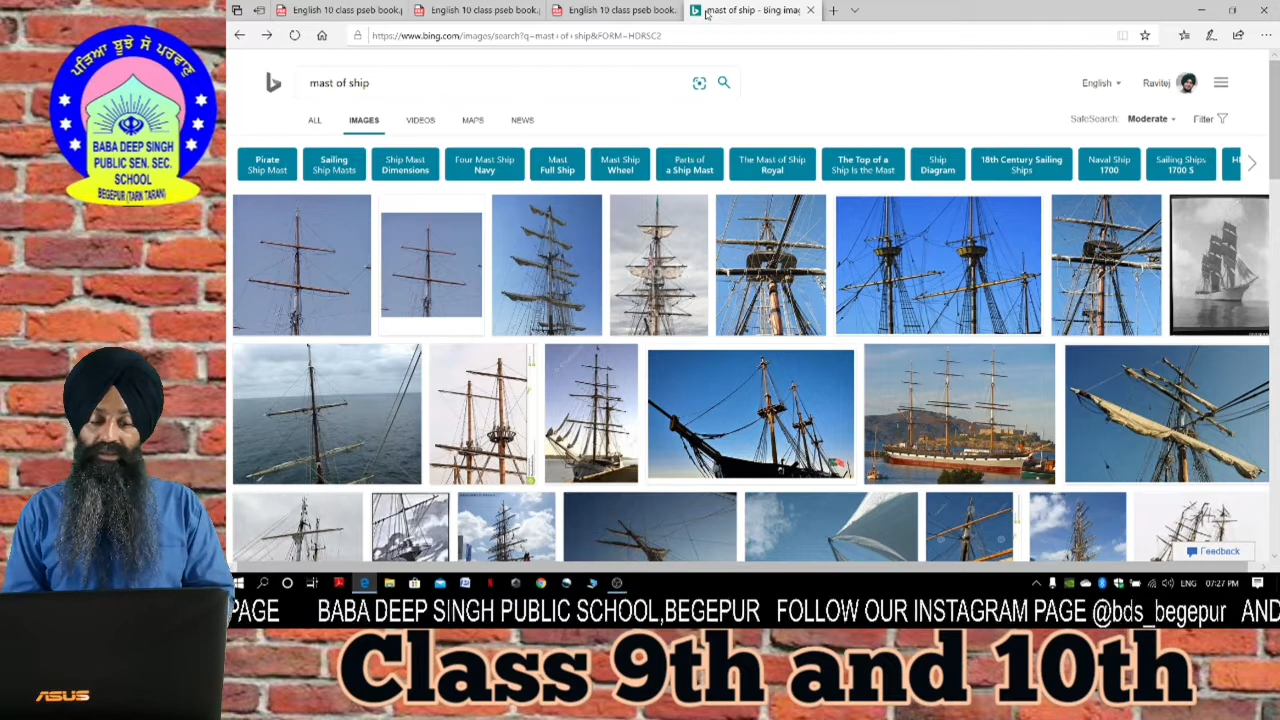 English 10 class pseb book.p
English 10 class pseb book.p
English 10 class pseb book.
mast of ship - Bing imag
https://www.bing.com/images/search?q=mast+of+ship&FORM=HDRSC2
mast of ship
English
Ravitej
ALL
IMAGES
VIDEOS
MAPS
NEWS
SafeSearch: Moderate
Filter
Pirate Ship Mast
Sailing Ship Masts
Ship Mast Dimensions
Four Mast Ship Navy
Mast Full Ship
Mast Ship Wheel
Parts of a Ship Mast
The Mast of Ship Royal
The Top of a Ship Is the Mast
Ship Diagram
18th Century Sailing Ships
Naval Ship 1700
Sailing Ships 1700 S
Feedback
ENG
07:27 PM
ਪੜਿਆ ਬੂਝੈ ਸੋ ਪਰਵਾਣੁ
BABA DEEP SINGH
PUBLIC SEN. SEC.
SCHOOL
BEGEPUR (TARN TARAN)
PAGE BABA DEEP SINGH PUBLIC SCHOOL,BEGEPUR FOLLOW OUR INSTAGRAM PAGE @bds_begepur AND
Class 9th and 10th
ASUS